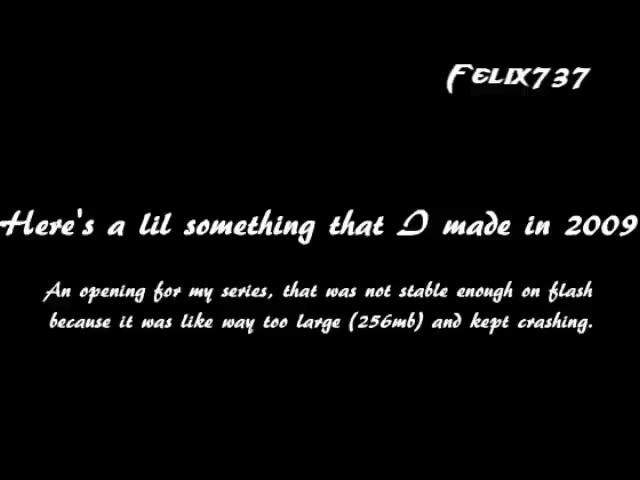 Felix737
Here's a lil something that I made in 2009
An opening for my series, that was not stable enough on flash
because it was like way too large (256mb) and kept crashing.